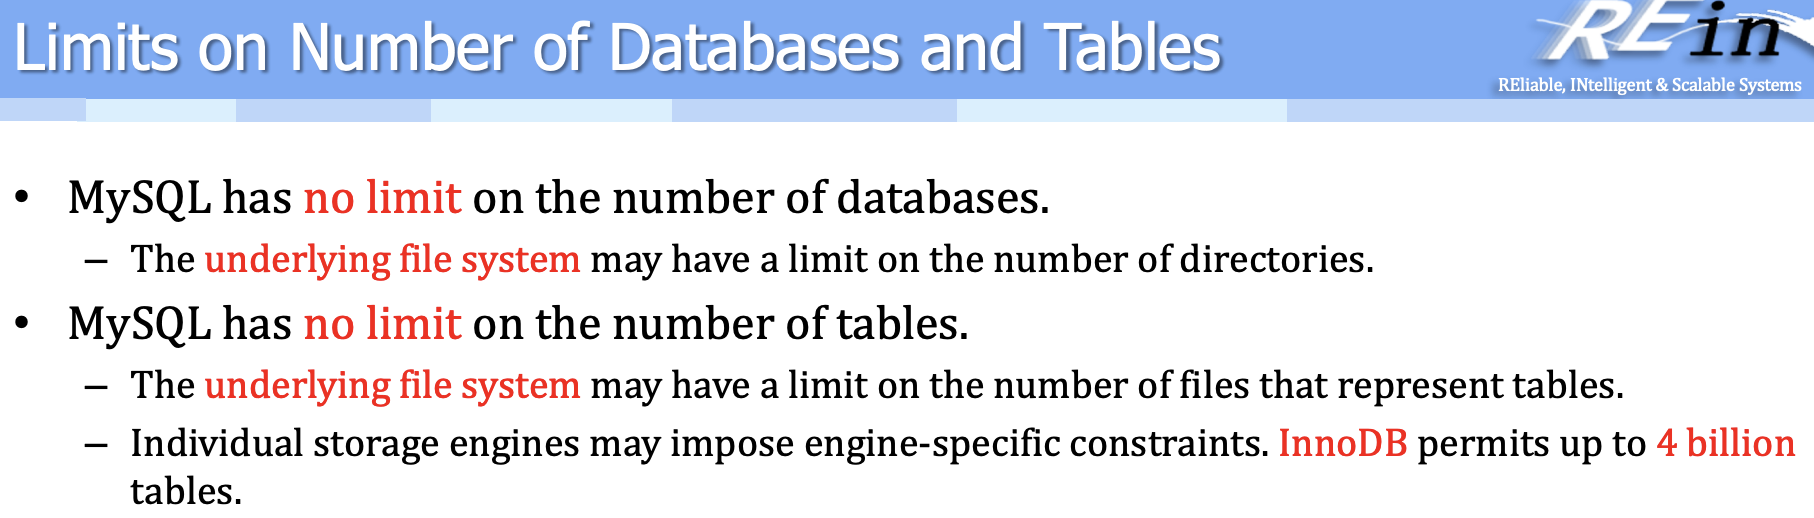 Limits on Number of Databases and Tables
REin
REliable, INtelligent & Scalable Systems
• MySQL has no limit on the number of databases.
– The underlying file system may have a limit on the number of directories.
• MySQL has no limit on the number of tables.
– The underlying file system may have a limit on the number of files that represent tables.
– Individual storage engines may impose engine-specific constraints. InnoDB permits up to 4 billion
tables.